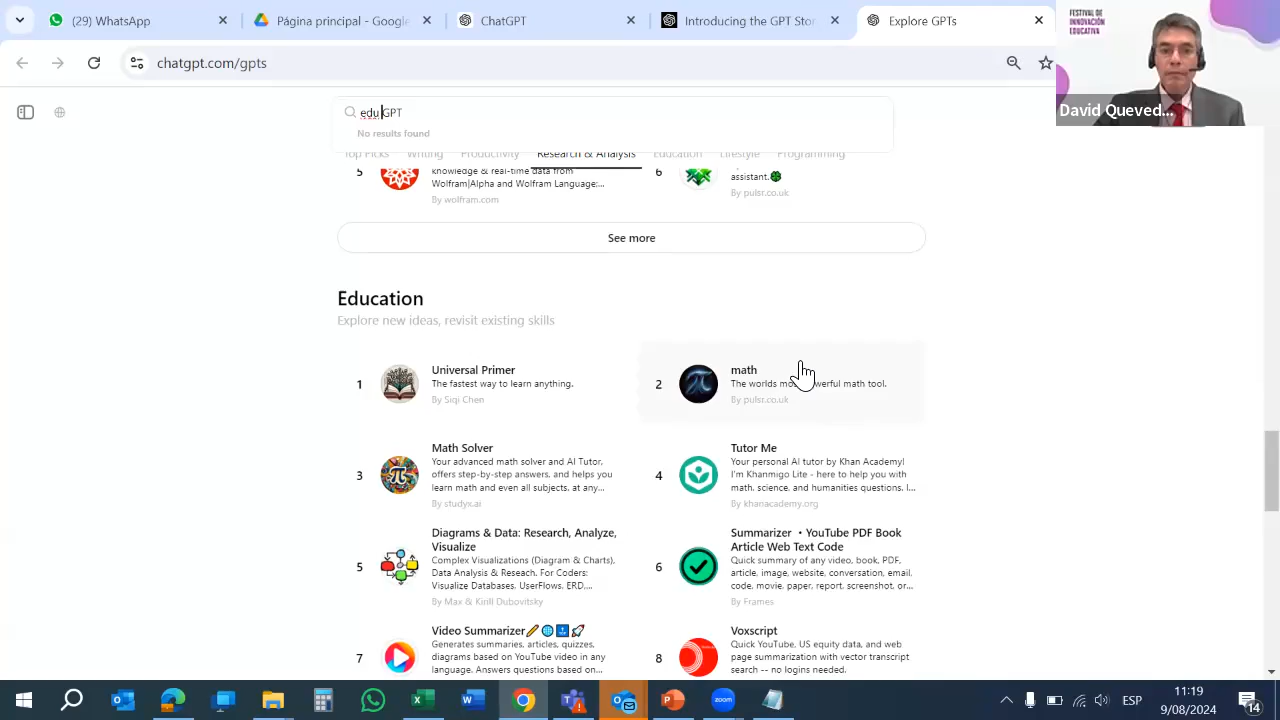 (28) WhatsApp
Página principal - Google
ChatGPT
Introducing the GPT Stor
Explore GPTs
FESTIVAL DE
INNOVACIÓN
EDUCATIVA
chatgpt.com/gpts
David Queved...
edu GPT
No results found
Top Picks Writing Productivity Research & Analysis Education Lifestyle Programming
5
knowledge & real-time data from
Wolfram|Alpha and Wolfram Language;...
By wolfram.com
6
assistant.
By pulsr.co.uk
See more
Education
Explore new ideas, revisit existing skills
1
Universal Primer
The fastest way to learn anything.
By Siqi Chen
2
math
The worlds most powerful math tool.
By pulsr.co.uk
3
Math Solver
Your advanced math solver and AI Tutor,
offers step-by-step answers, and helps you
learn math and even all subjects, at any...
By studyx.ai
4
Tutor Me
Your personal AI tutor by Khan Academy!
I'm Khanmigo Lite - here to help you with
math, science, and humanities questions. I...
By khanacademy.org
5
Diagrams & Data: Research, Analyze,
Visualize
Complex Visualizations (Diagram & Charts),
Data Analysis & Reseach. For Coders:
Visualize Databases, UserFlows, ERD,...
By Max & Kirill Dubovitsky
6
Summarizer • YouTube PDF Book
Article Web Text Code
Quick summary of any video, book, PDF,
article, image, website, conversation, email,
code, movie, paper, report, screenshot, or...
By Frames
7
Video Summarizer
Generates summaries, articles, quizzes,
diagrams based on YouTube video in any
language. Answers questions based on...
8
Voxscript
Quick YouTube, US equity data, and web
page summarization with vector transcript
search -- no logins needed.
zoom
ESP
11:19
9/08/2024
14